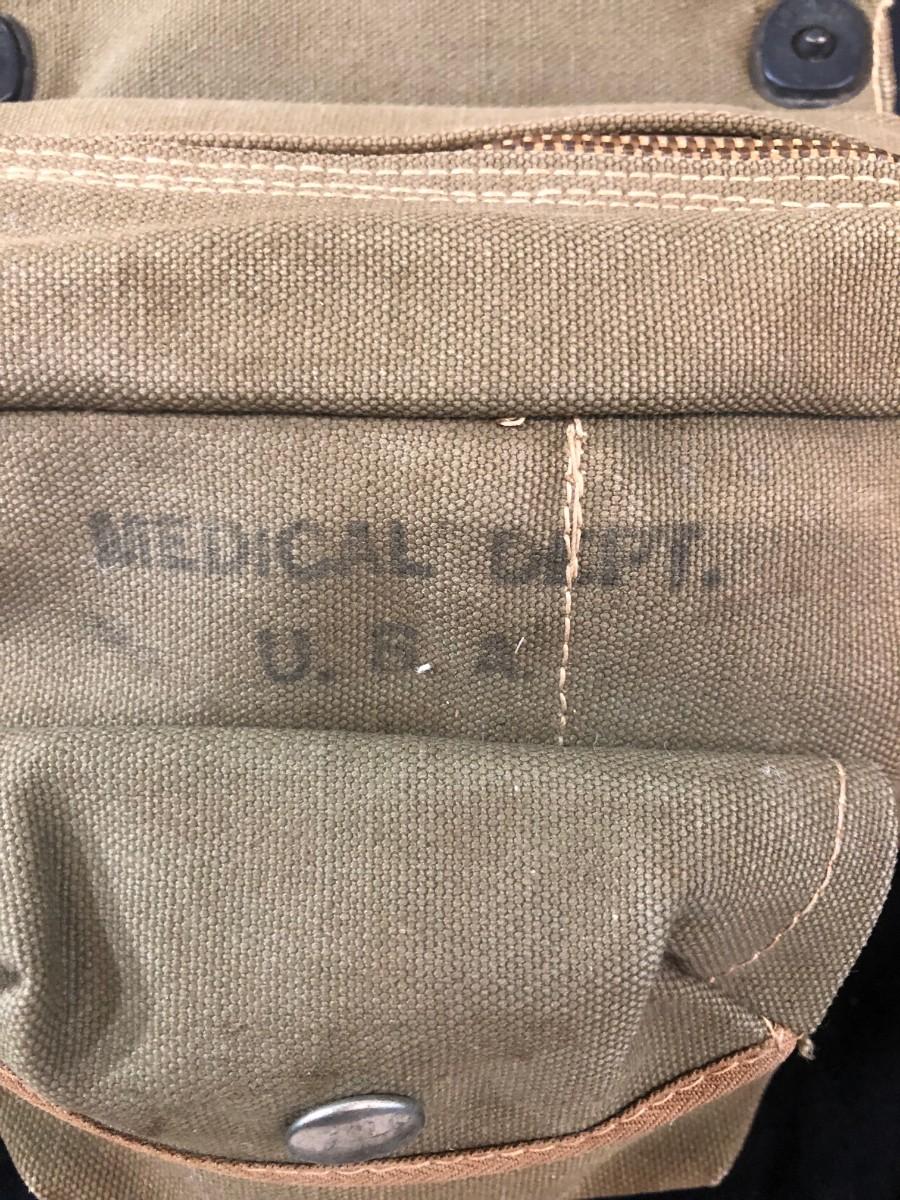 MEDICAL DEPT.
U. S. A.